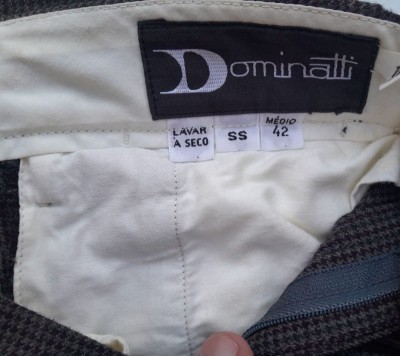 Dominatti
LAVAR
A SECO
SS
MÉDIO
42